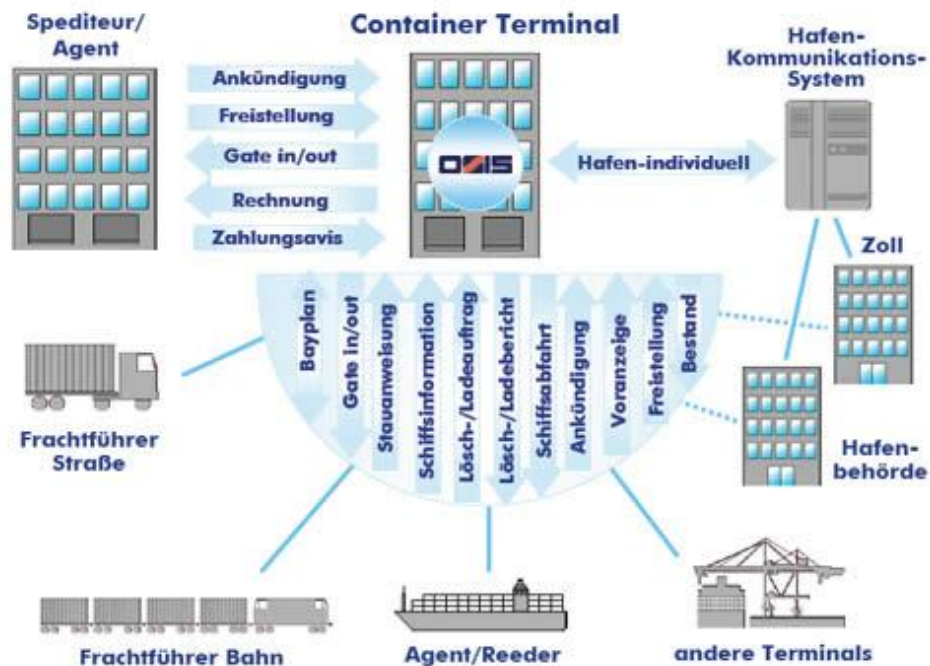 Spediteur/
Agent
Container Terminal
Hafen-
Kommunikations-
System
Ankündigung
Freistellung
Gate in/out
Rechnung
Zahlungsavis
OSIS
Hafen-individuell
Zoll
Bayplan
Gate in/out
Stauanweisung
Schiffsinformation
Lösch-/Ladeauftrag
Lösch-/Ladebericht
Schiffsabfahrt
Ankündigung
Voranzeige
Freistellung
Bestand
Frachtführer
Straße
Hafen-
behörde
Frachtführer Bahn
Agent/Reeder
andere Terminals